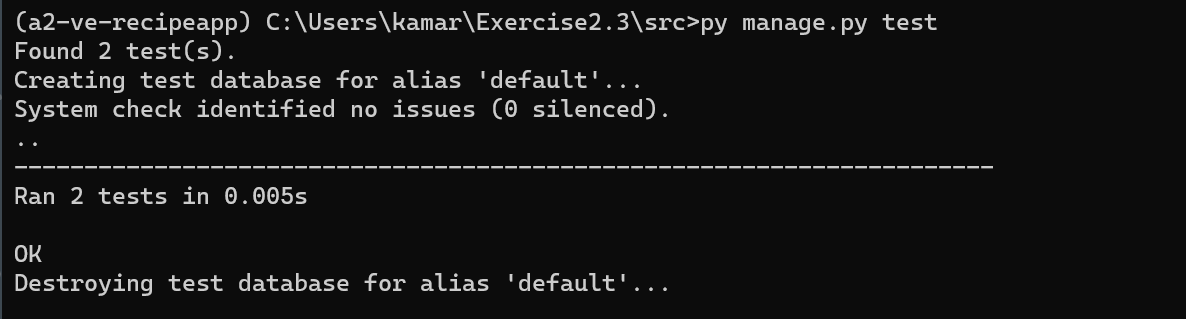 (a2-ve-recipeapp) C:\Users\kamar\Exercise2.3\src>py manage.py test
Found 2 test(s).
Creating test database for alias 'default'...
System check identified no issues (0 silenced).
..
----------------------------------------------------------------------
Ran 2 tests in 0.005s

OK
Destroying test database for alias 'default'...